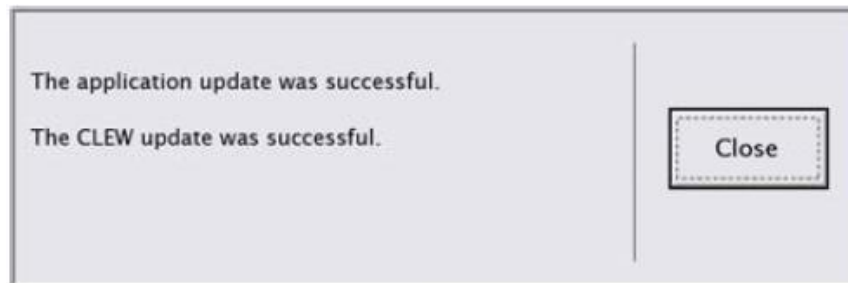 The application update was successful.
The CLEW update was successful.
Close